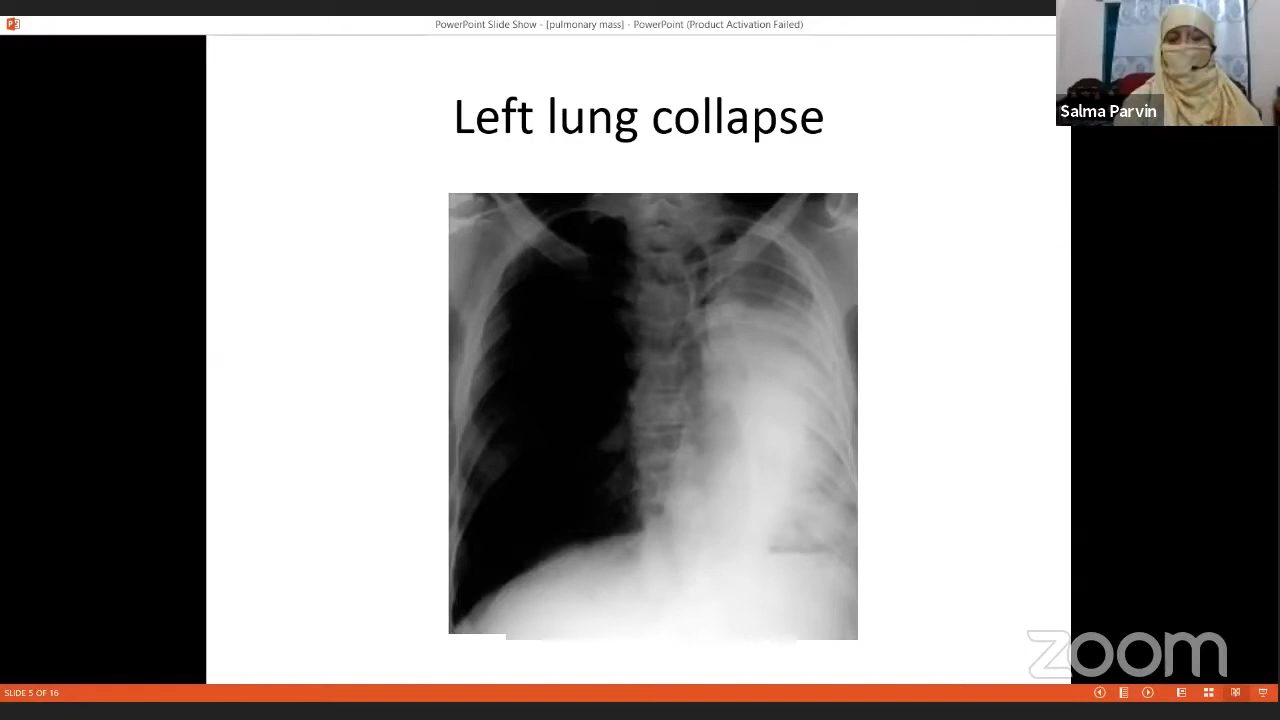 PowerPoint Slide Show - [pulmonary mass] - PowerPoint (Product Activation Failed)
Left lung collapse
Salma Parvin
zoom
SLIDE 5 OF 16